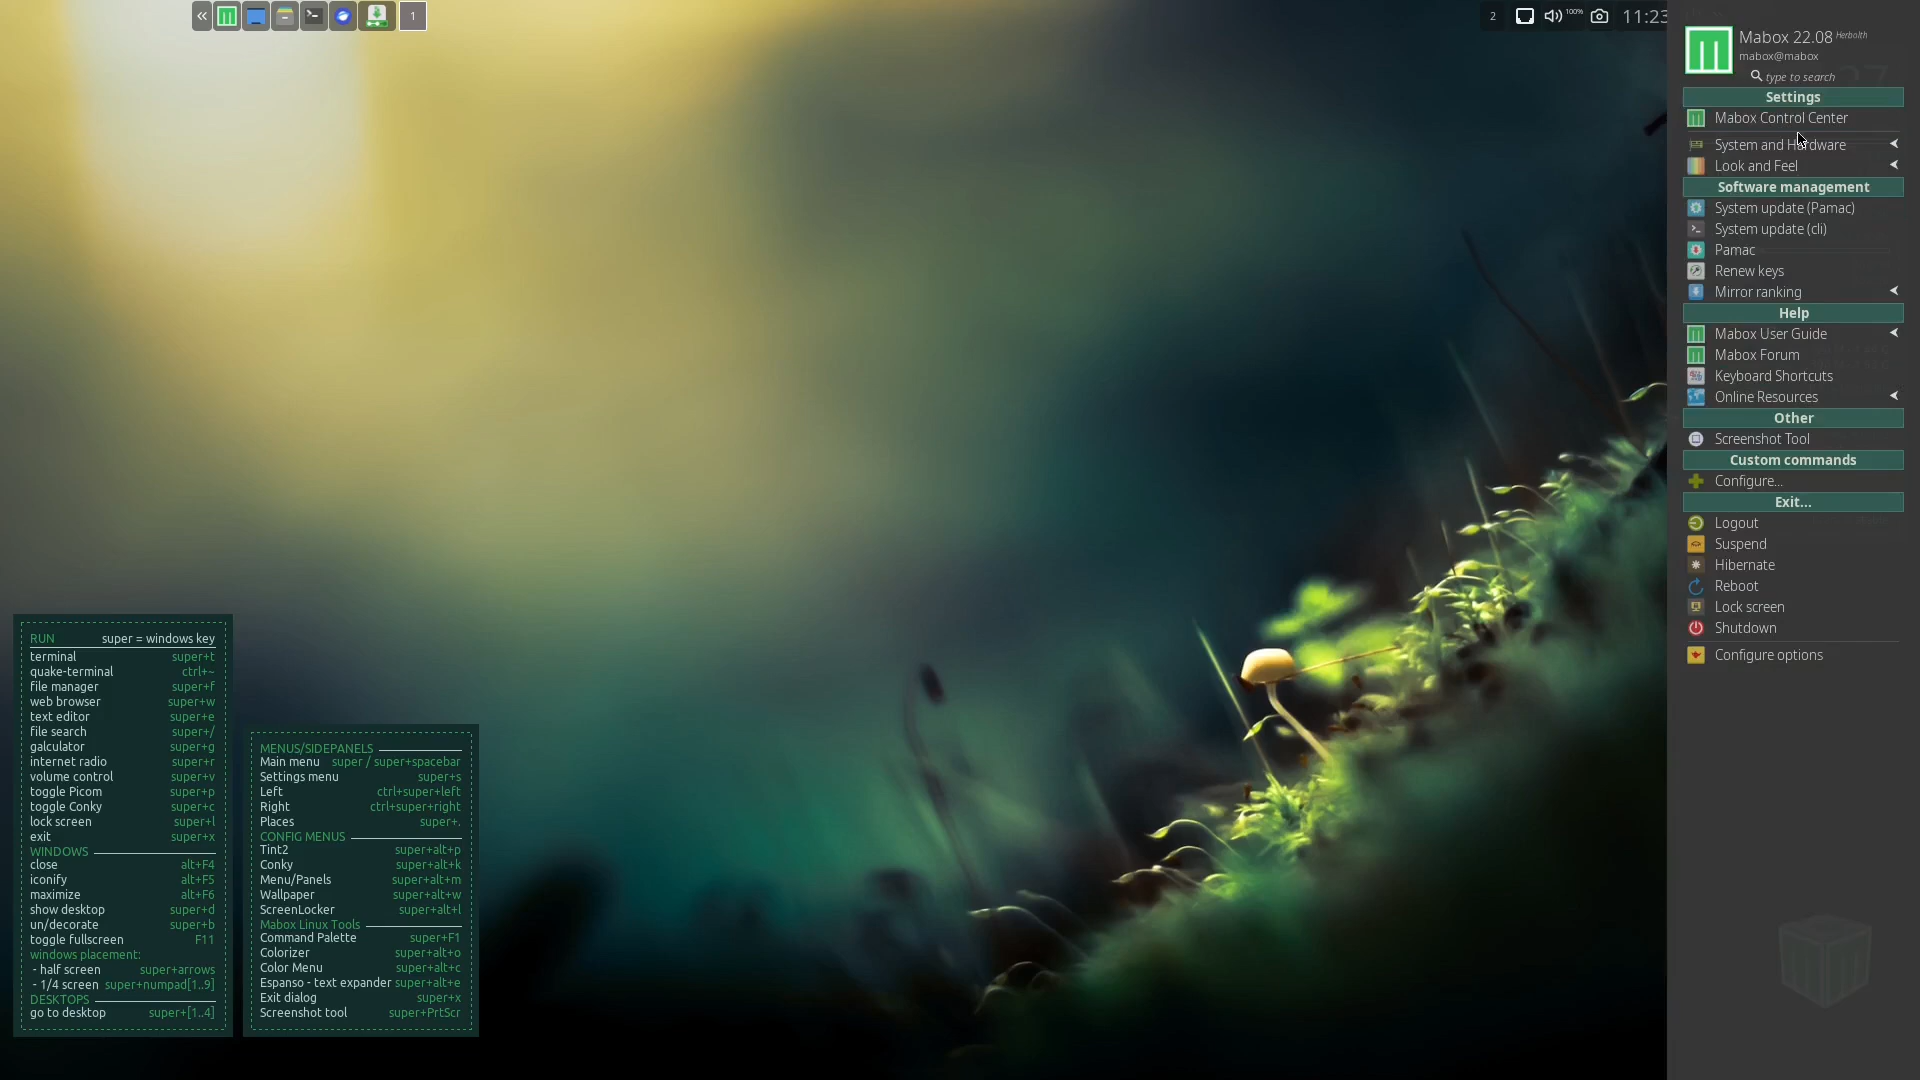 1
2
100%
11:23
Mabox 22.08 Herbolth
mabox@mabox
type to search
Settings
Mabox Control Center
System and Hardware
Look and Feel
Software management
System update (Pamac)
System update (cli)
Pamac
Renew keys
Mirror ranking
Help
Mabox User Guide
Mabox Forum
Keyboard Shortcuts
Online Resources
Other
Screenshot Tool
Custom commands
Configure...
Exit...
Logout
Suspend
Hibernate
Reboot
Lock screen
Shutdown
Configure options
RUN super = windows key
terminal super+t
quake-terminal ctrl+~
file manager super+f
web browser super+w
text editor super+e
file search super+/
galculator super+g
internet radio super+r
volume control super+v
toggle Picom super+p
toggle Conky super+c
lock screen super+l
exit super+x
WINDOWS
close alt+F4
iconify alt+F5
maximize alt+F6
show desktop super+d
un/decorate super+b
toggle fullscreen F11
windows placement:
- half screen super+arrows
- 1/4 screen super+numpad[1..9]
DESKTOPS
go to desktop super+[1..4]
MENUS/SIDEPANELS
Main menu super / super+spacebar
Settings menu super+s
Left ctrl+super+left
Right ctrl+super+right
Places super+.
CONFIG MENUS
Tint2 super+alt+p
Conky super+alt+k
Menu/Panels super+alt+m
Wallpaper super+alt+w
ScreenLocker super+alt+l
Mabox Linux Tools
Command Palette super+F1
Colorizer super+alt+o
Color Menu super+alt+c
Espanso - text expander super+alt+e
Exit dialog super+x
Screenshot tool super+PrtScr